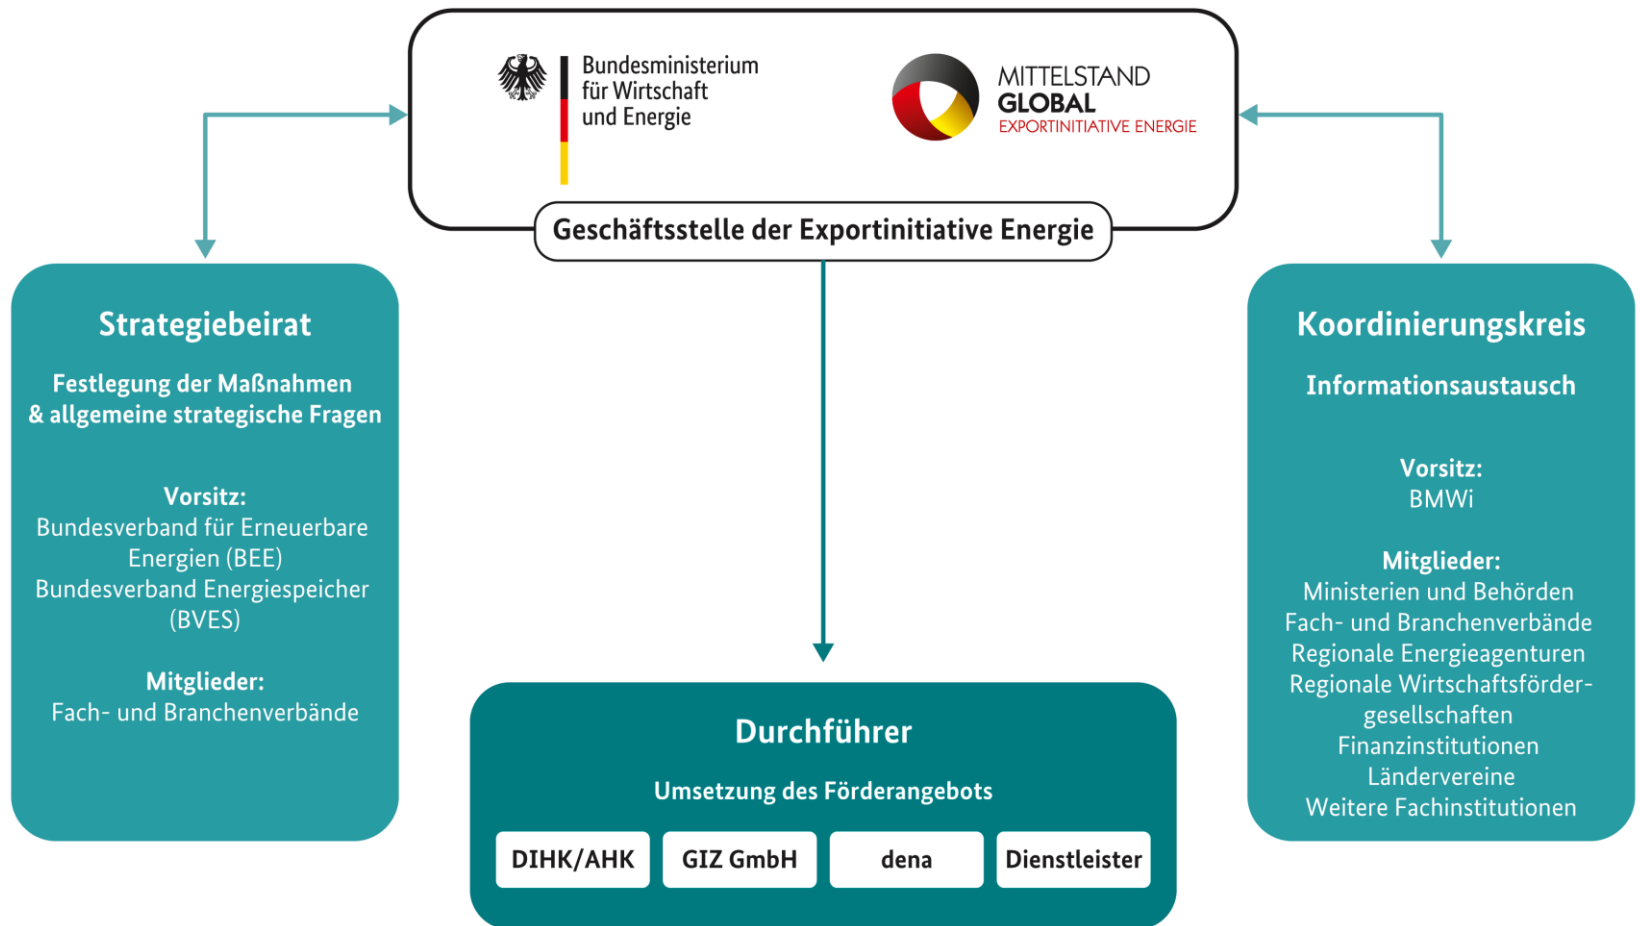 Bundesministerium
für Wirtschaft
und Energie
MITTELSTAND
GLOBAL
EXPORTINITIATIVE ENERGIE
Geschäftsstelle der Exportinitiative Energie
Strategiebeirat
Festlegung der Maßnahmen
& allgemeine strategische Fragen
Vorsitz:
Bundesverband für Erneuerbare
Energien (BEE)
Bundesverband Energiespeicher
(BVES)
Mitglieder:
Fach- und Branchenverbände
Koordinierungskreis
Informationsaustausch
Vorsitz:
BMWi
Mitglieder:
Ministerien und Behörden
Fach- und Branchenverbände
Regionale Energieagenturen
Regionale Wirtschaftsförder-
gesellschaften
Finanzinstitutionen
Ländervereine
Weitere Fachinstitutionen
Durchführer
Umsetzung des Förderangebots
DIHK/AHK
GIZ GmbH
dena
Dienstleister